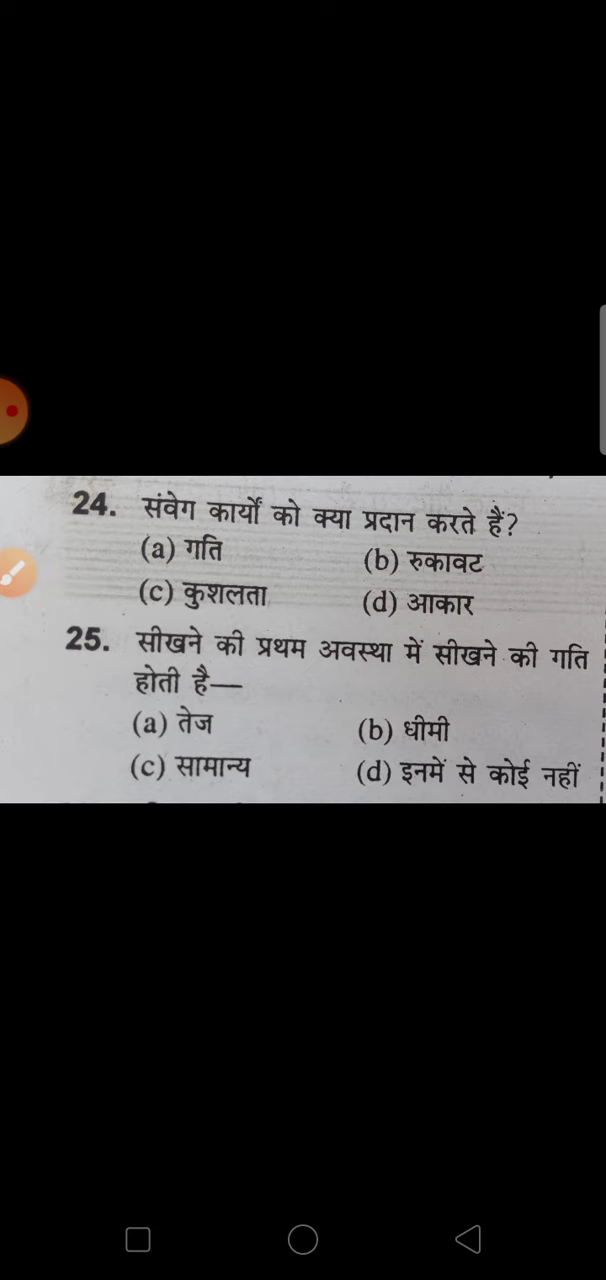 24. संवेग कार्यों को क्या प्रदान करते हैं?
(a) गति (b) रुकावट
(c) कुशलता (d) आकार
25. सीखने की प्रथम अवस्था में सीखने की गति
होती है—
(a) तेज (b) धीमी
(c) सामान्य (d) इनमें से कोई नहीं